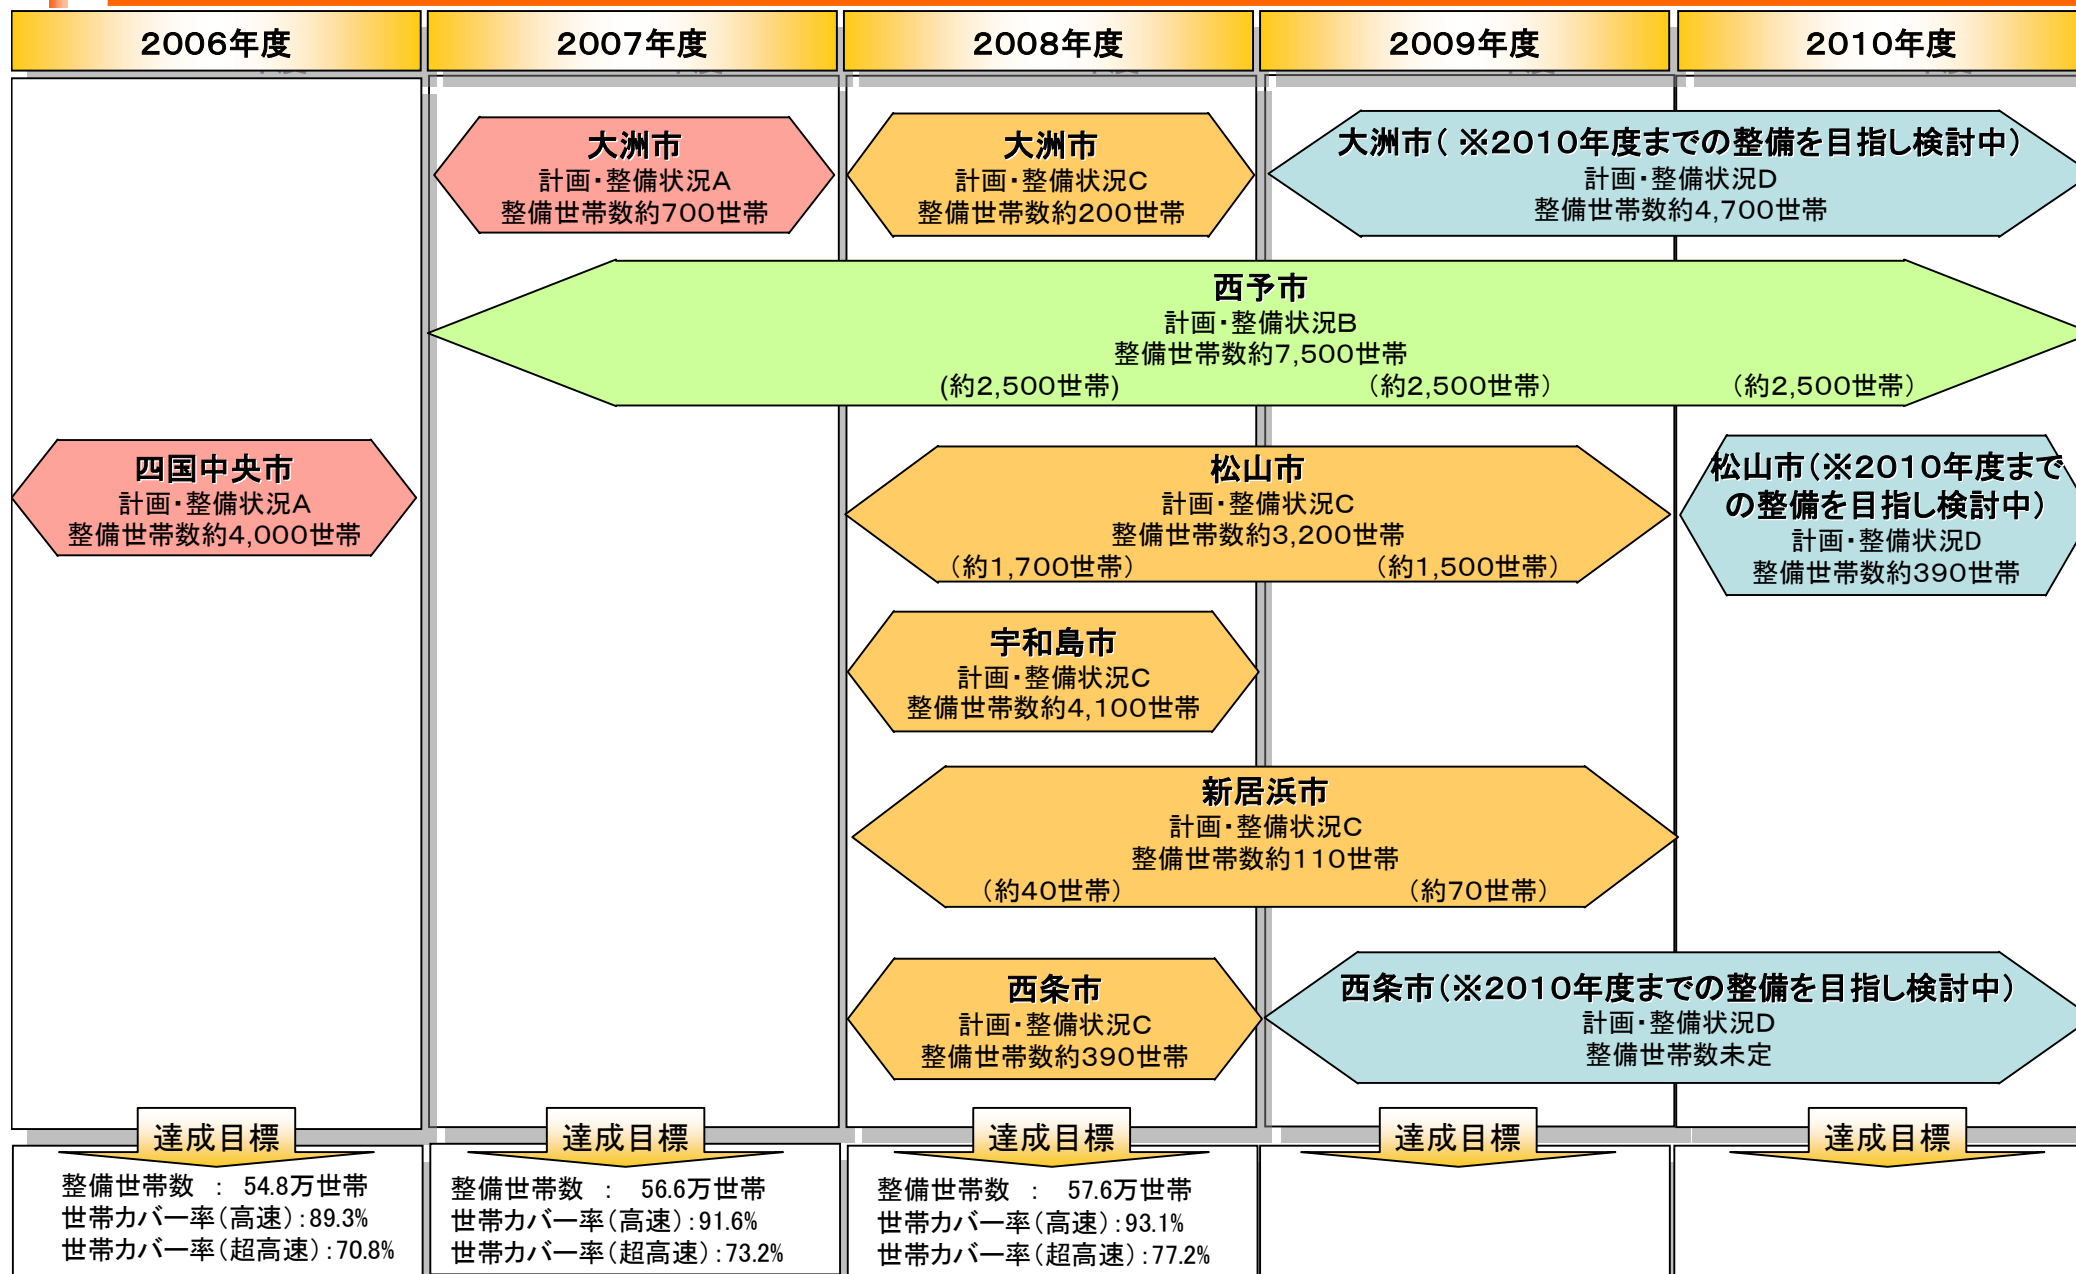 2006年度
2007年度
2008年度
2009年度
2010年度
大洲市
計画・整備状況A
整備世帯数約700世帯
大洲市
計画・整備状況C
整備世帯数約200世帯
大洲市( ※2010年度までの整備を目指し検討中)
計画・整備状況D
整備世帯数約4,700世帯
西予市
計画・整備状況B
整備世帯数約7,500世帯
(約2,500世帯)
(約2,500世帯)
(約2,500世帯)
四国中央市
計画・整備状況A
整備世帯数約4,000世帯
松山市
計画・整備状況C
整備世帯数約3,200世帯
(約1,700世帯)
(約1,500世帯)
松山市(※2010年度まで
の整備を目指し検討中)
計画・整備状況D
整備世帯数約390世帯
宇和島市
計画・整備状況C
整備世帯数約4,100世帯
新居浜市
計画・整備状況C
整備世帯数約110世帯
(約40世帯)
(約70世帯)
西条市
計画・整備状況C
整備世帯数約390世帯
西条市(※2010年度までの整備を目指し検討中)
計画・整備状況D
整備世帯数未定
達成目標
達成目標
達成目標
達成目標
達成目標
整備世帯数 : 54.8万世帯
世帯カバー率(高速):89.3%
世帯カバー率(超高速):70.8%
整備世帯数 : 56.6万世帯
世帯カバー率(高速):91.6%
世帯カバー率(超高速):73.2%
整備世帯数 : 57.6万世帯
世帯カバー率(高速):93.1%
世帯カバー率(超高速):77.2%